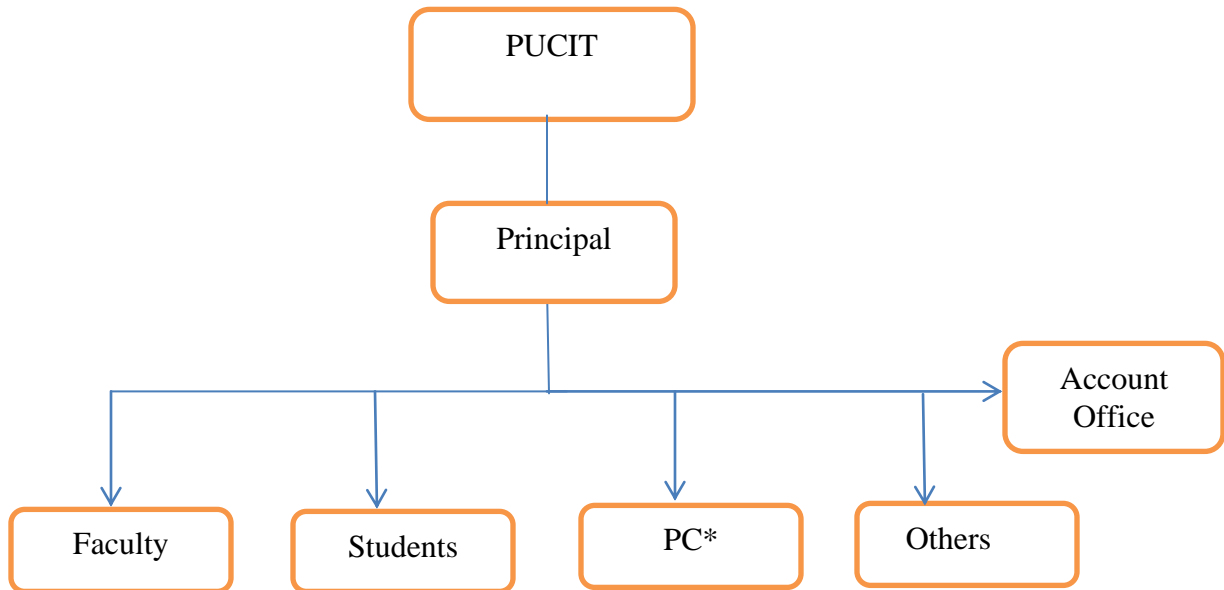 PUCIT
Principal
Account
Office
Faculty
Students
PC*
Others